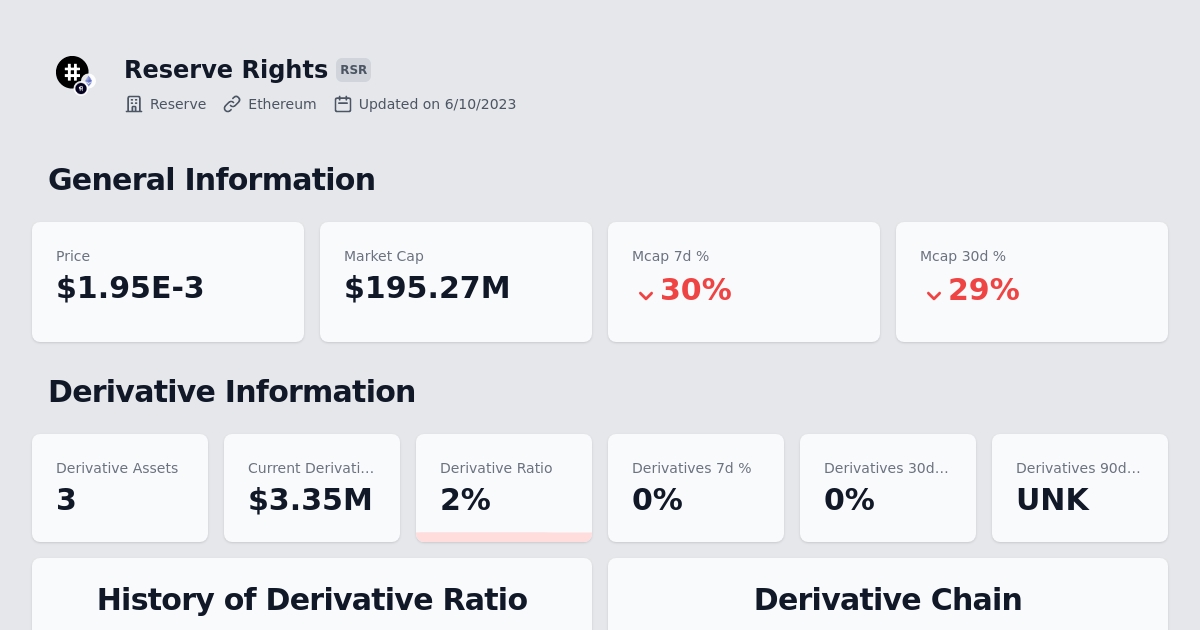 Reserve Rights RSR
Reserve Ethereum Updated on 6/10/2023
General Information
Price
$1.95E-3
Market Cap
$195.27M
Mcap 7d %
30%
Mcap 30d %
29%
Derivative Information
Derivative Assets
3
Current Derivati...
$3.35M
Derivative Ratio
2%
Derivatives 7d %
0%
Derivatives 30d...
0%
Derivatives 90d...
UNK
History of Derivative Ratio
Derivative Chain